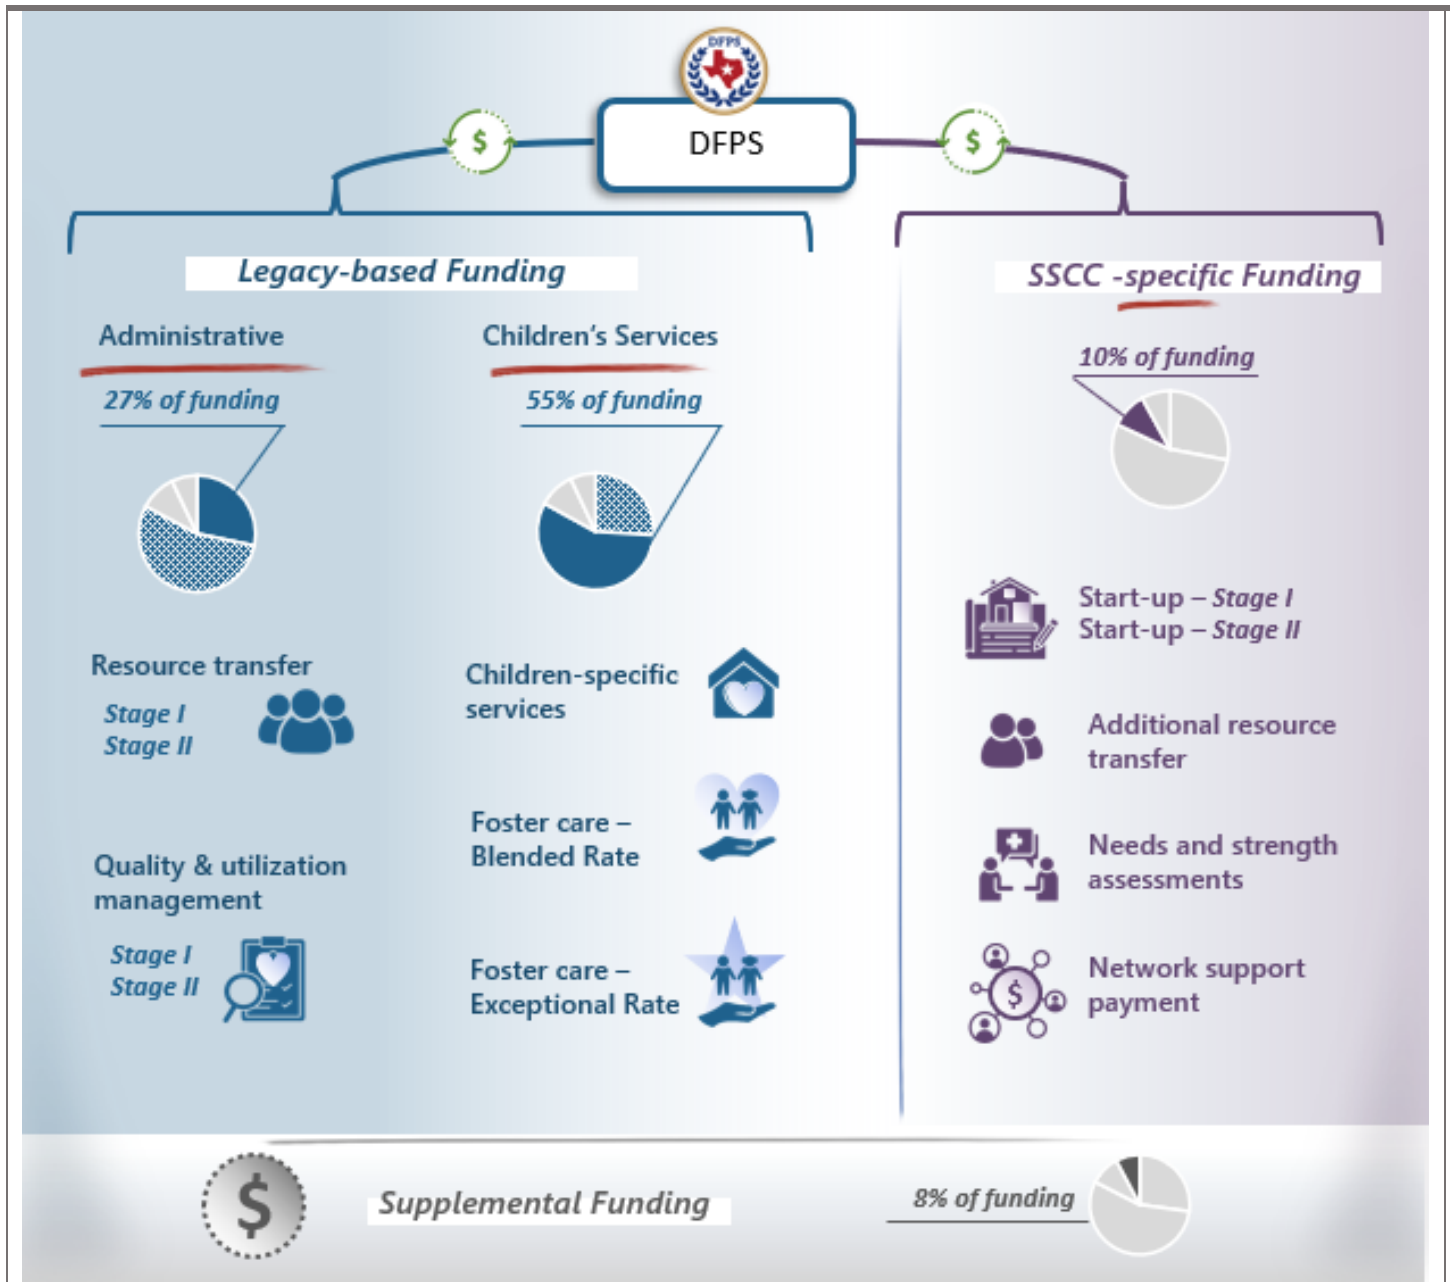 DFPS
DFPS
Legacy-based Funding
Administrative
27% of funding
Resource transfer
Stage I
Stage II
Quality & utilization
management
Stage I
Stage II
Children's Services
55% of funding
Children-specific
services
Foster care –
Blended Rate
Foster care –
Exceptional Rate
SSCC -specific Funding
10% of funding
Start-up – Stage I
Start-up – Stage II
Additional resource
transfer
Needs and strength
assessments
Network support
payment
Supplemental Funding
8% of funding